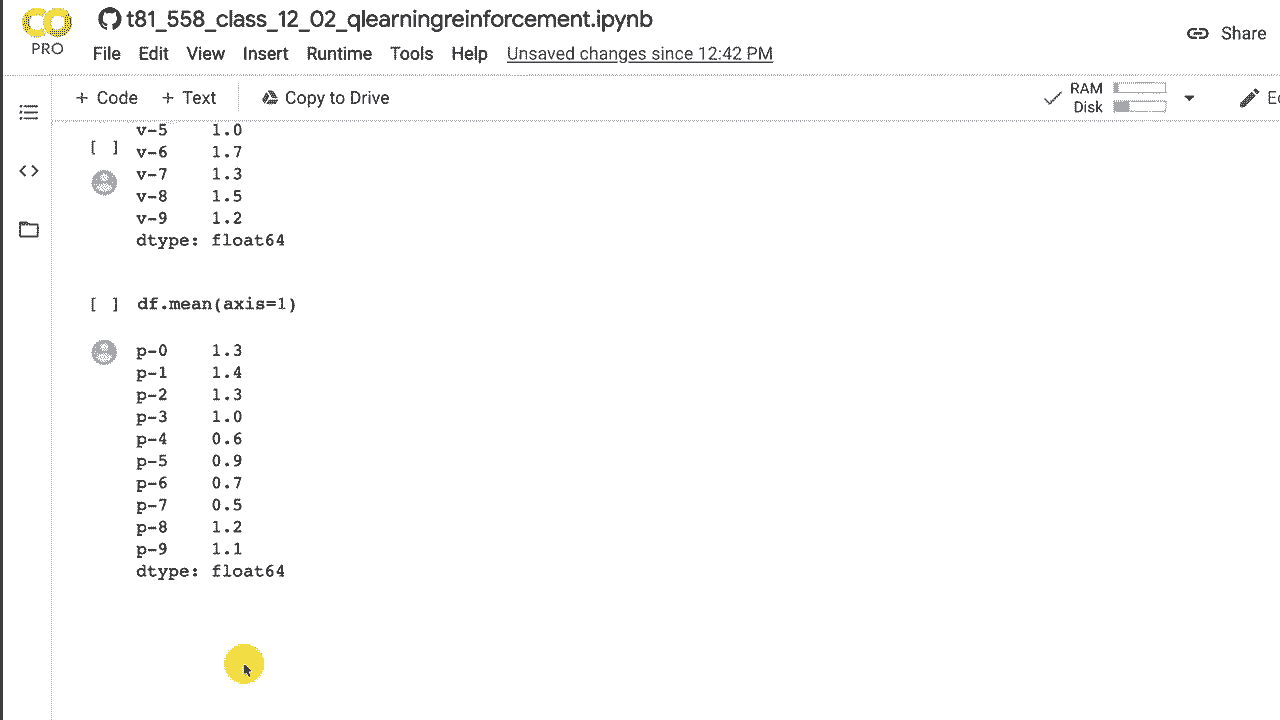 t81_558_class_12_02_qlearningreinforcement.ipynb
PRO
Share
File Edit View Insert Runtime Tools Help Unsaved changes since 12:42 PM
+ Code + Text Copy to Drive
RAM
Disk
v-5 1.0
[ ]
v-6 1.7
v-7 1.3
v-8 1.5
v-9 1.2
dtype: float64
[ ] df.mean(axis=1)
p-0 1.3
p-1 1.4
p-2 1.3
p-3 1.0
p-4 0.6
p-5 0.9
p-6 0.7
p-7 0.5
p-8 1.2
p-9 1.1
dtype: float64